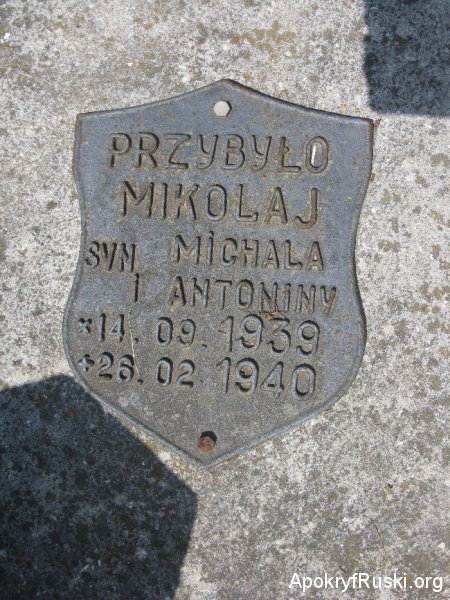 PRZYBYŁO
MIKOLAJ
SYN MiCHALA
i ANTONiNY
*14. 09. 1939
+26. 02 1940
ApokryfRuski.org